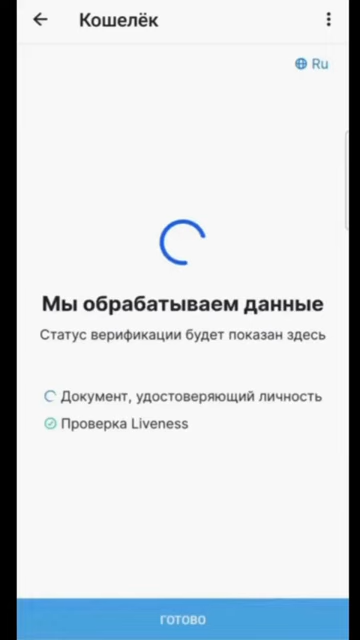 Кошелёк
Ru
Мы обрабатываем данные
Статус верификации будет показан здесь
Документ, удостоверяющий личность
Проверка Liveness
ГОТОВО